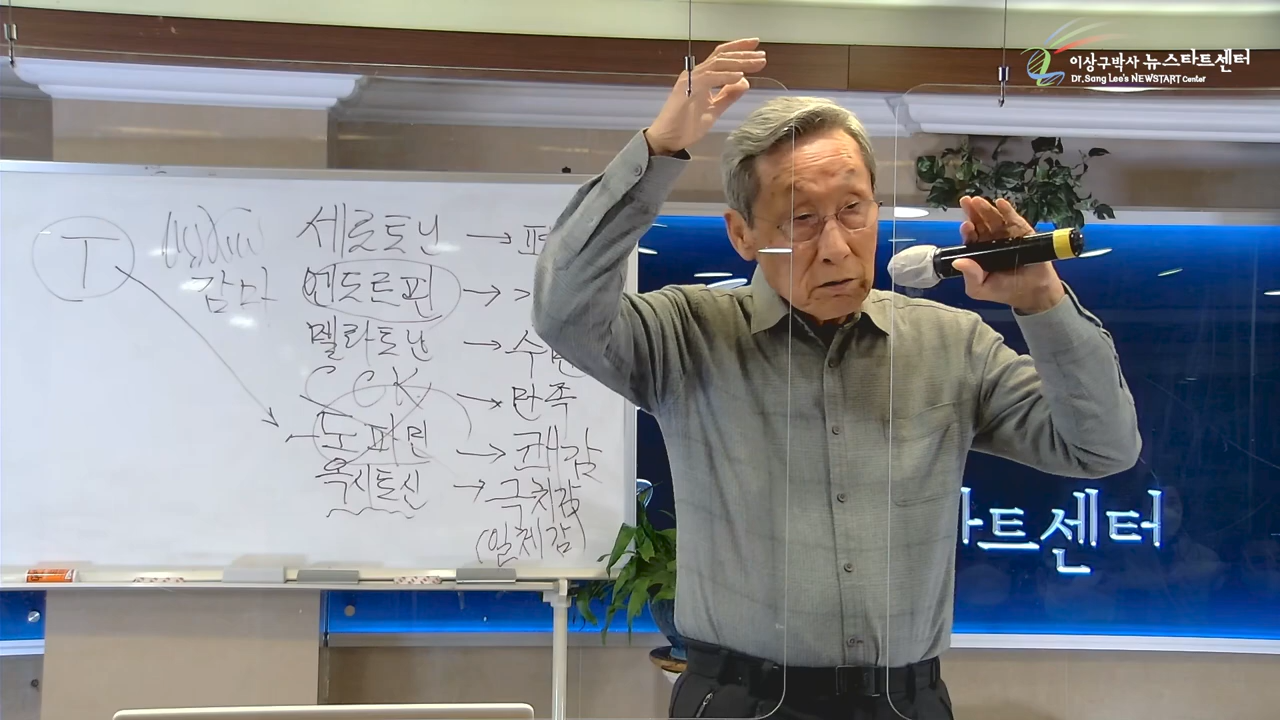 이상구박사 뉴스타트센터
Dr. Sang Lee's NEWSTART Center
T
감마
세로토닌 →
엔도르핀 →
멜라토닌 → 수면
CCK → 만족
도파민 → 쾌감
옥시토신 → 극치감
(일체감)
타트센터